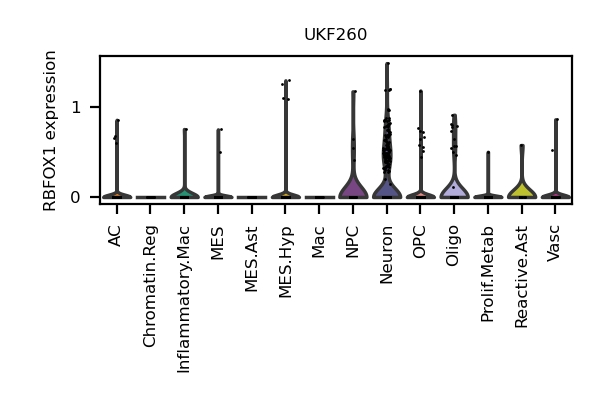 UKF260
RBFOX1 expression
1
0
AC
Chromatin.Reg
Inflammatory.Mac
MES
MES.Ast
MES.Hyp
Mac
NPC
Neuron
OPC
Oligo
Prolif.Metab
Reactive.Ast
Vasc